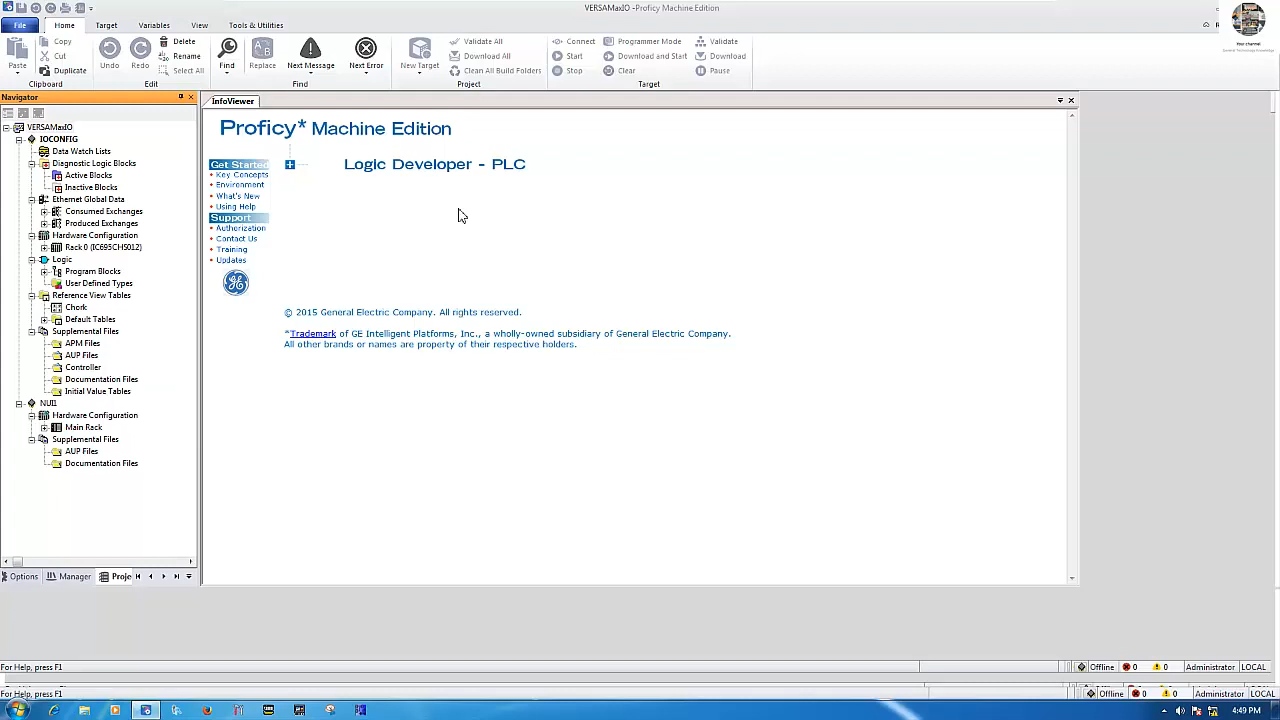 VERSAMaxIO -Proficy Machine Edition
File Home Target Variables View Tools & Utilities
Your channel
Paste Copy Cut Duplicate Undo Redo Delete Rename Select All Find Replace Next Message Next Error New Target Validate All Download All Clean All Build Folders Connect Start Stop Programmer Mode Download and Start Clear Validate Download Pause
Clipboard Edit Find Project Target
Navigator
InfoViewer
VERSAMaxIO
IOCONFIG
Data Watch Lists
Diagnostic Logic Blocks
Active Blocks
Inactive Blocks
Ethernet Global Data
Consumed Exchanges
Produced Exchanges
Hardware Configuration
Rack 0 (IC695CHS012)
Logic
Program Blocks
User Defined Types
Reference View Tables
Chork
Default Tables
Supplemental Files
APM Files
AUP Files
Controller
Documentation Files
Initial Value Tables
NUI1
Hardware Configuration
Main Rack
Supplemental Files
AUP Files
Documentation Files
Options Manager Proje
Proficy* Machine Edition
Logic Developer - PLC
Get Started
Key Concepts
Environment
What's New
Using Help
Support
Authorization
Contact Us
Training
Updates
© 2015 General Electric Company. All rights reserved.
*Trademark of GE Intelligent Platforms, Inc., a wholly-owned subsidiary of General Electric Company.
All other brands or names are property of their respective holders.
For Help, press F1 Offline 0 0 Administrator LOCAL
For Help, press F1 Offline 0 0 Administrator LOCAL
4:49 PM